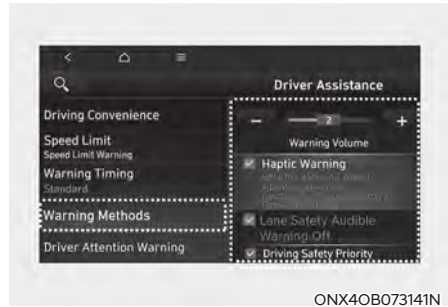 Driver Assistance
Driving Convenience
Speed Limit
Speed Limit Warning
Warning Timing
Standard
Warning Methods
Driver Attention Warning
− 2 +
Warning Volume
Haptic Warning
Lane Safety Audible
Warning Off
Driving Safety Priority
ONX4OB073141N